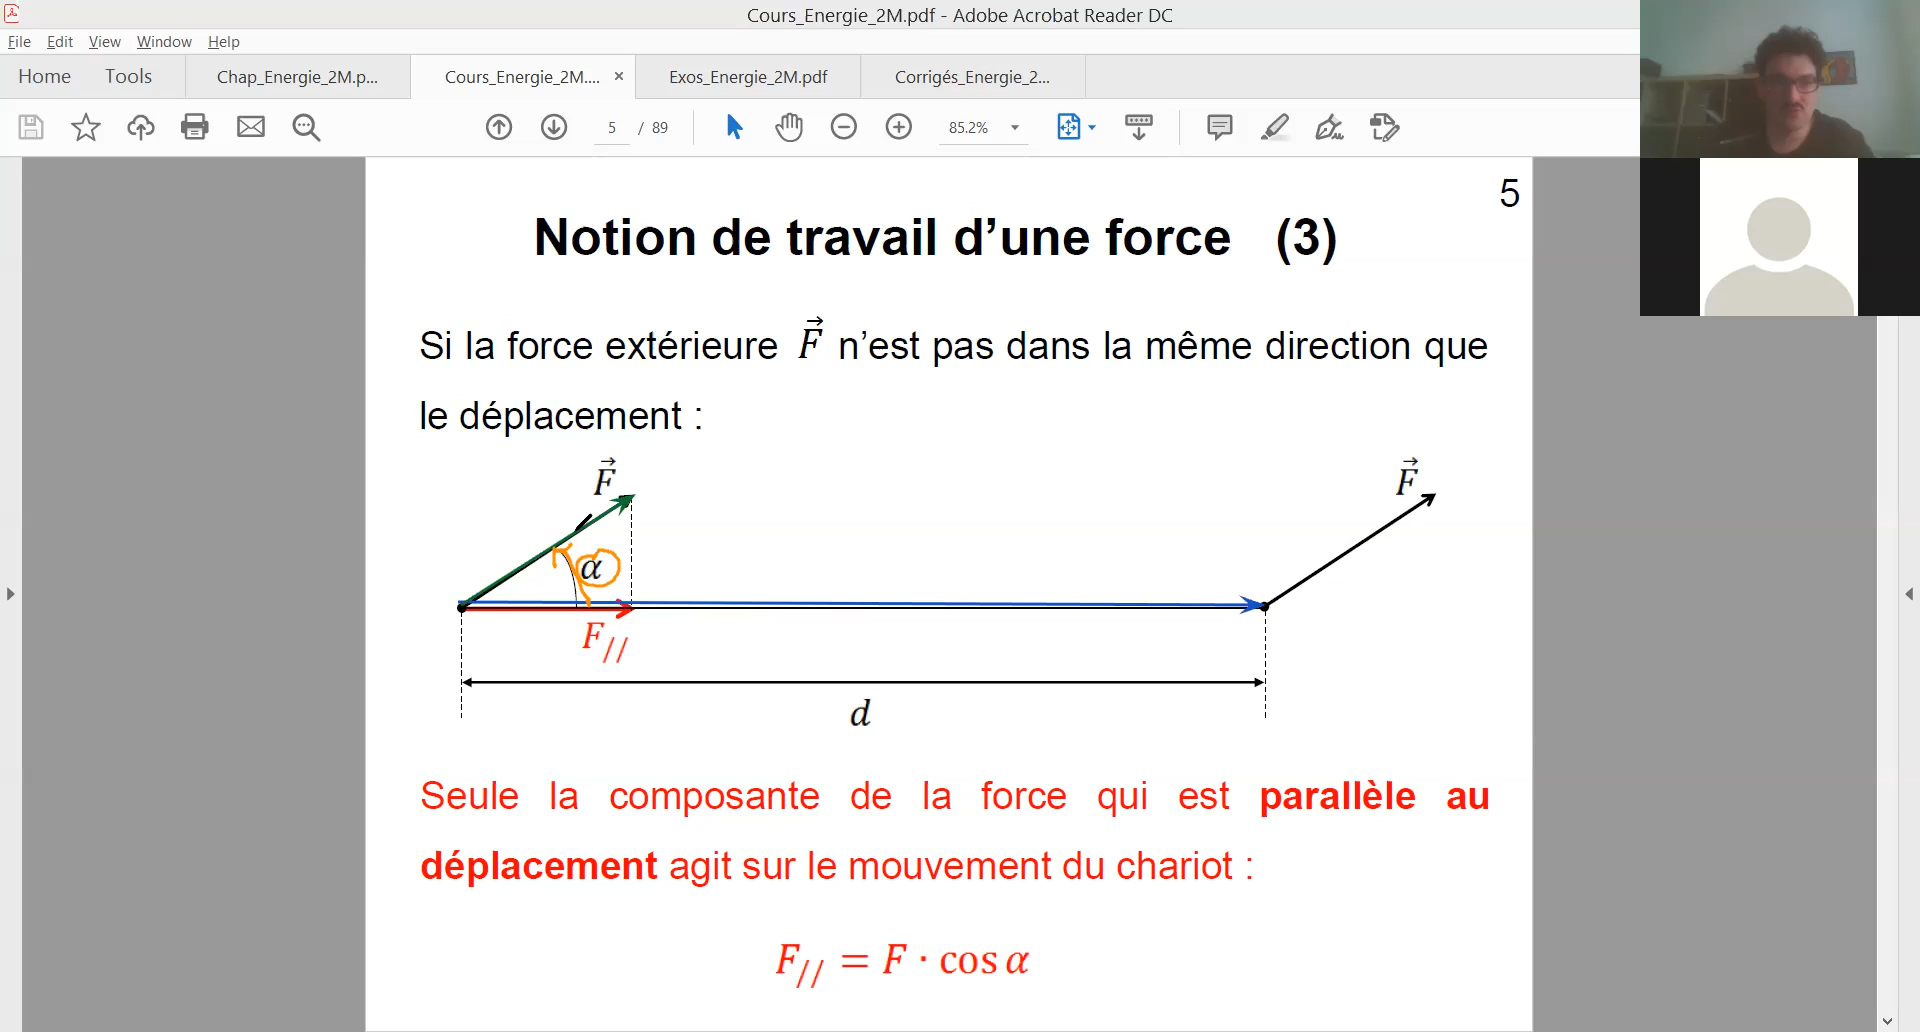 Cours_Energie_2M.pdf - Adobe Acrobat Reader DC
File Edit View Window Help
Home Tools Chap_Energie_2M.p... Cours_Energie_2M.... × Exos_Energie_2M.pdf Corrigés_Energie_2...
5 / 89 85.2%
5
Notion de travail d’une force (3)
Si la force extérieure F⃗ n’est pas dans la même direction que
le déplacement :
F⃗ F⃗
α
F//
d
Seule la composante de la force qui est parallèle au
déplacement agit sur le mouvement du chariot :
F// = F · cos α